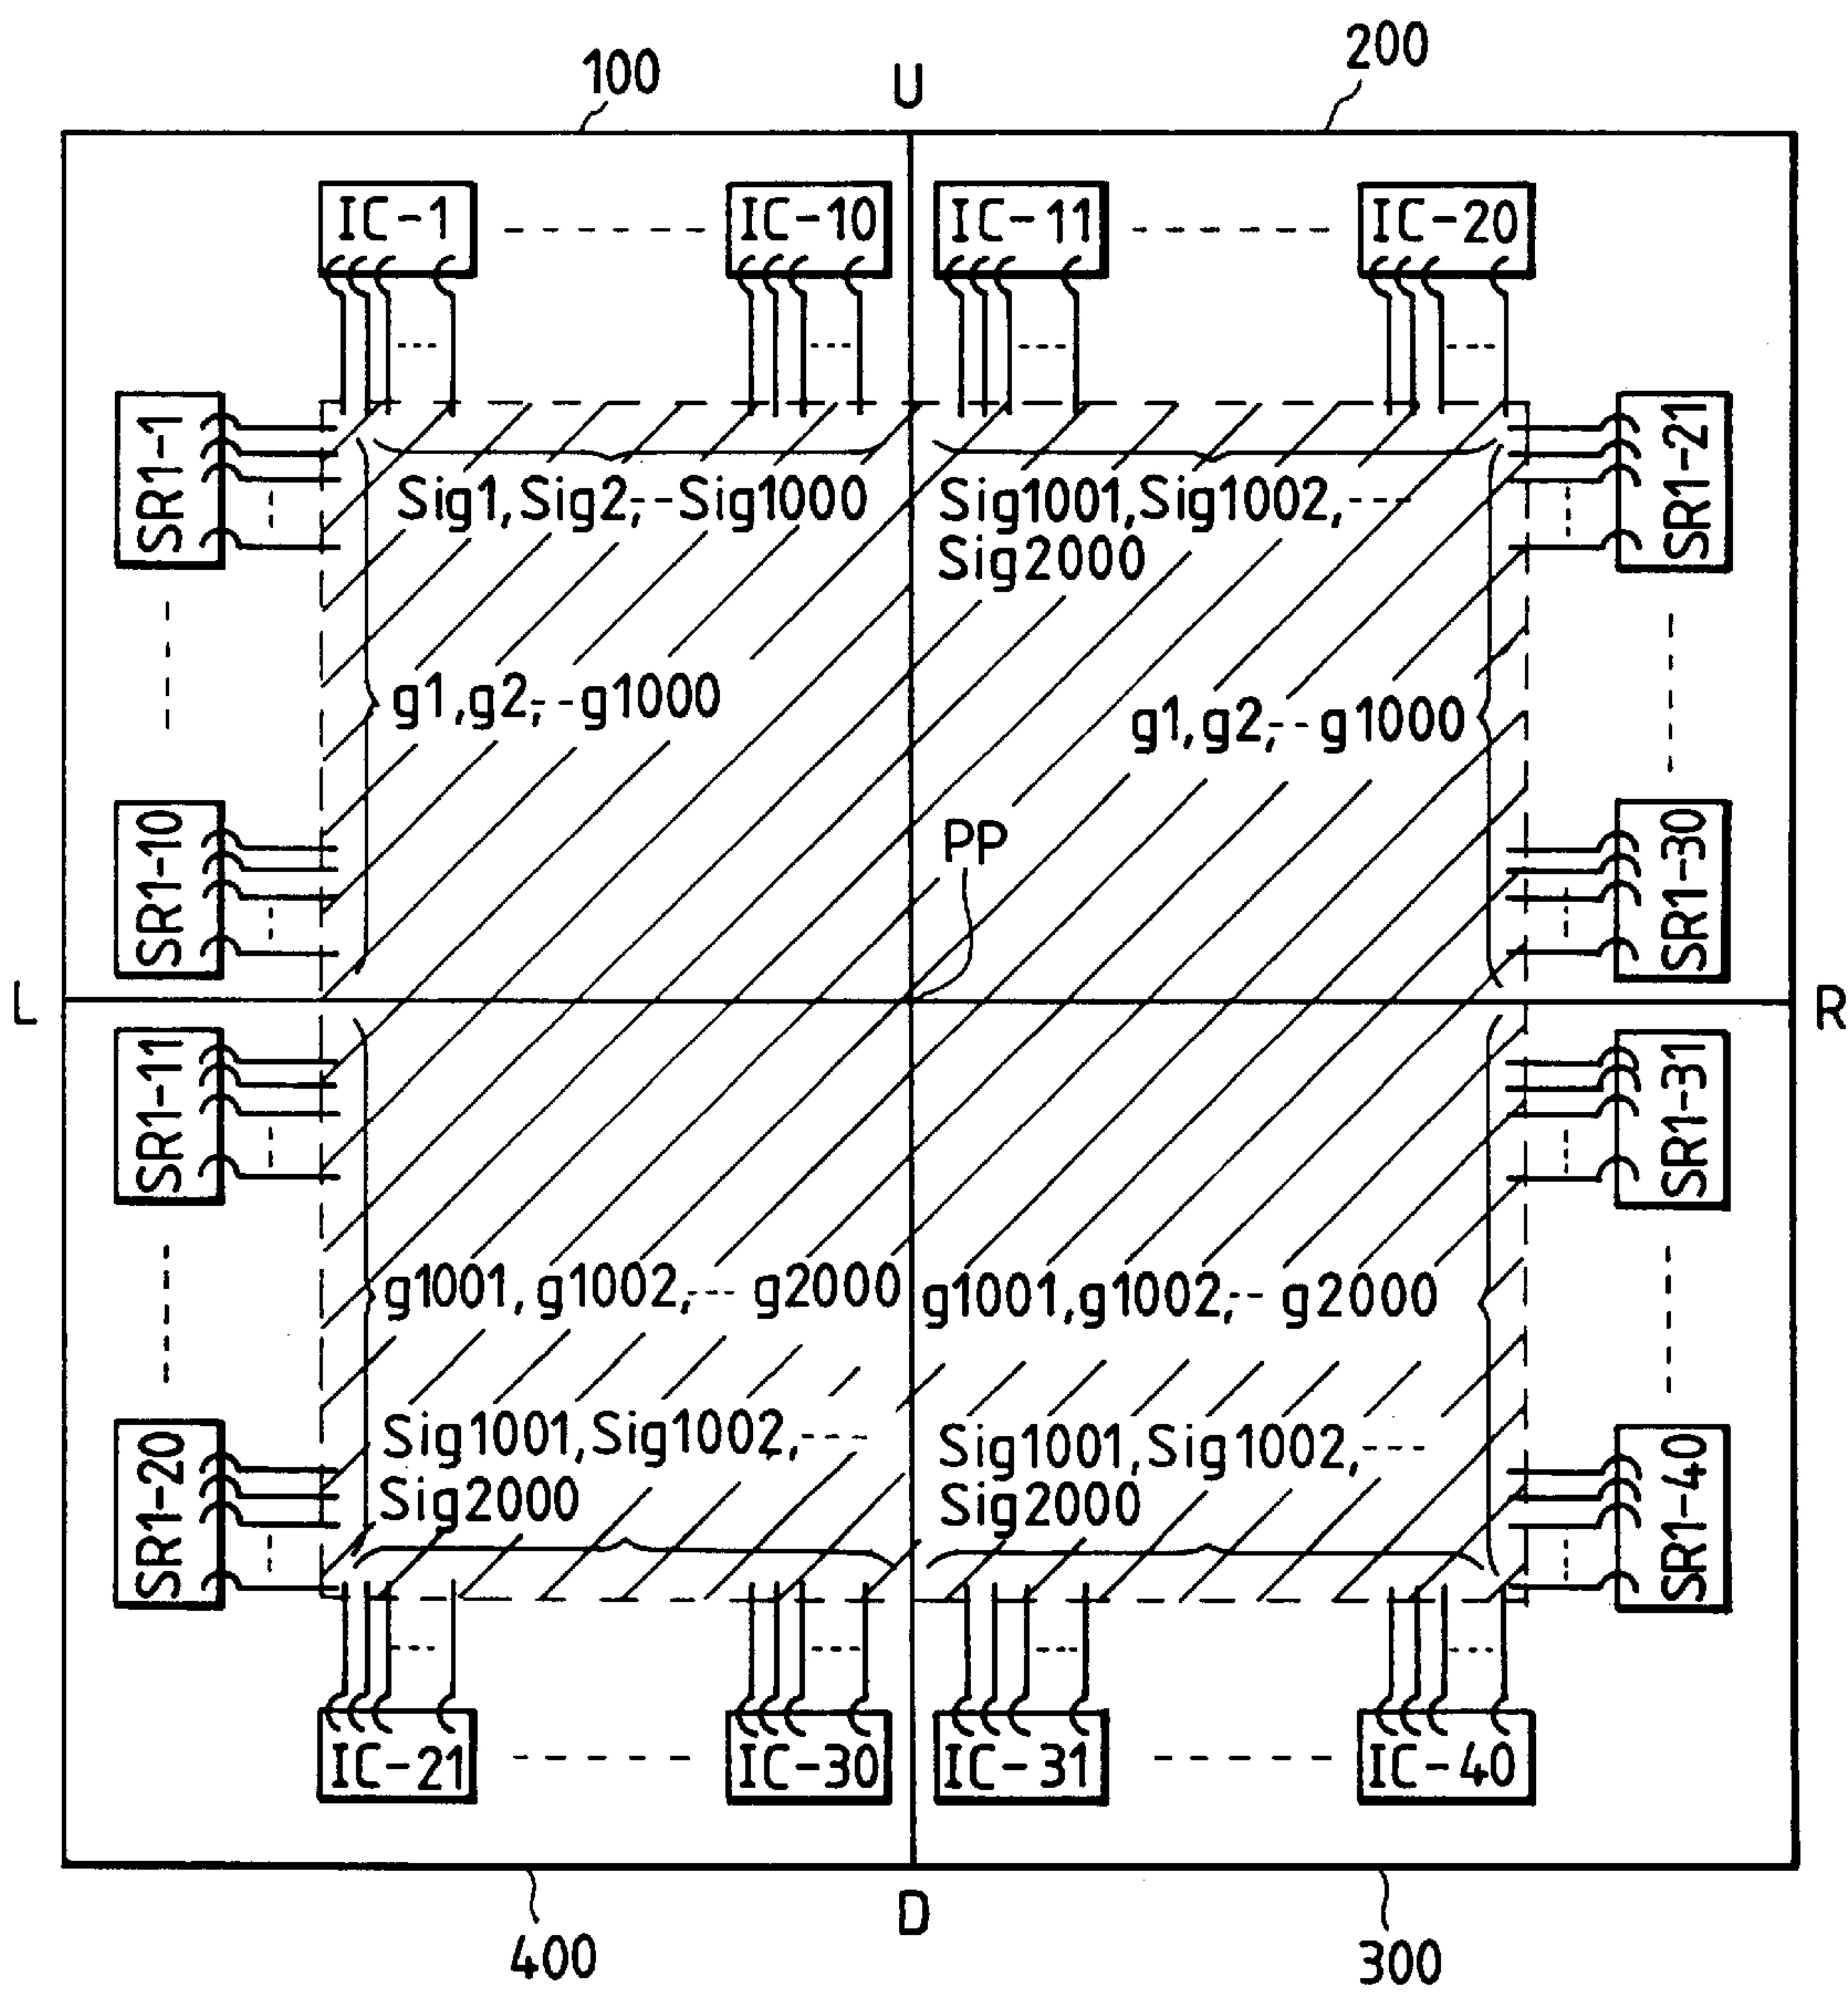 100
U
200
IC-1
IC-10
IC-11
IC-20
SR1-1
SR1-21
Sig1,Sig2,--Sig1000
Sig1001,Sig1002,---
Sig2000
g1,g2,--g1000
g1,g2,--g1000
SR1-10
PP
SR1-30
L
R
SR1-11
SR1-31
g1001,g1002,--- g2000
g1001,g1002,-- g2000
Sig1001,Sig1002,---
Sig2000
Sig1001,Sig1002,---
Sig2000
SR1-20
SR1-40
IC-21
IC-30
IC-31
IC-40
400
D
300